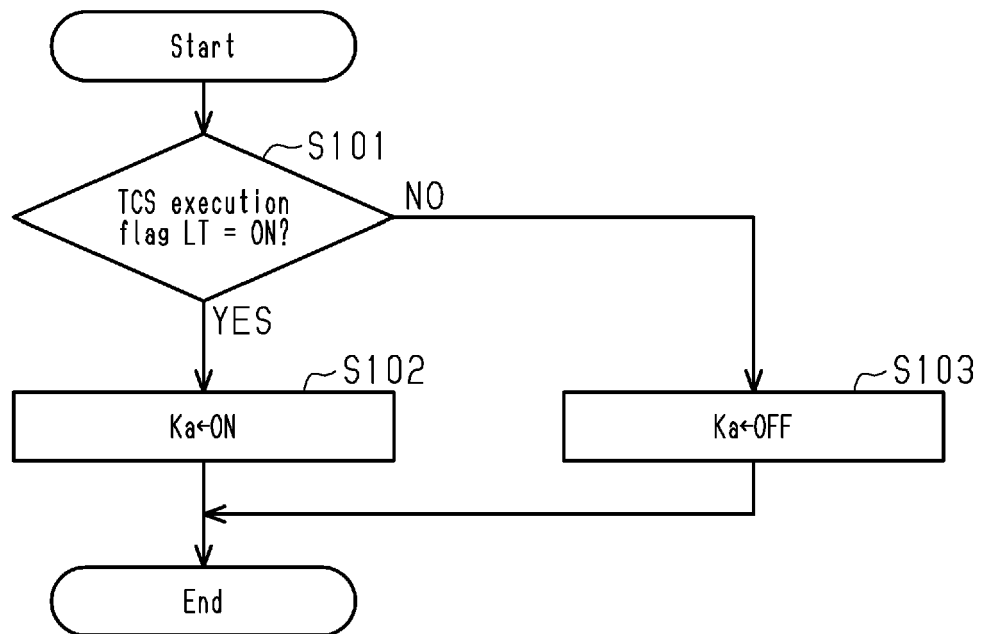 Start
S101
TCS execution
flag LT = ON?
NO
YES
S102
S103
Ka←ON
Ka←OFF
End